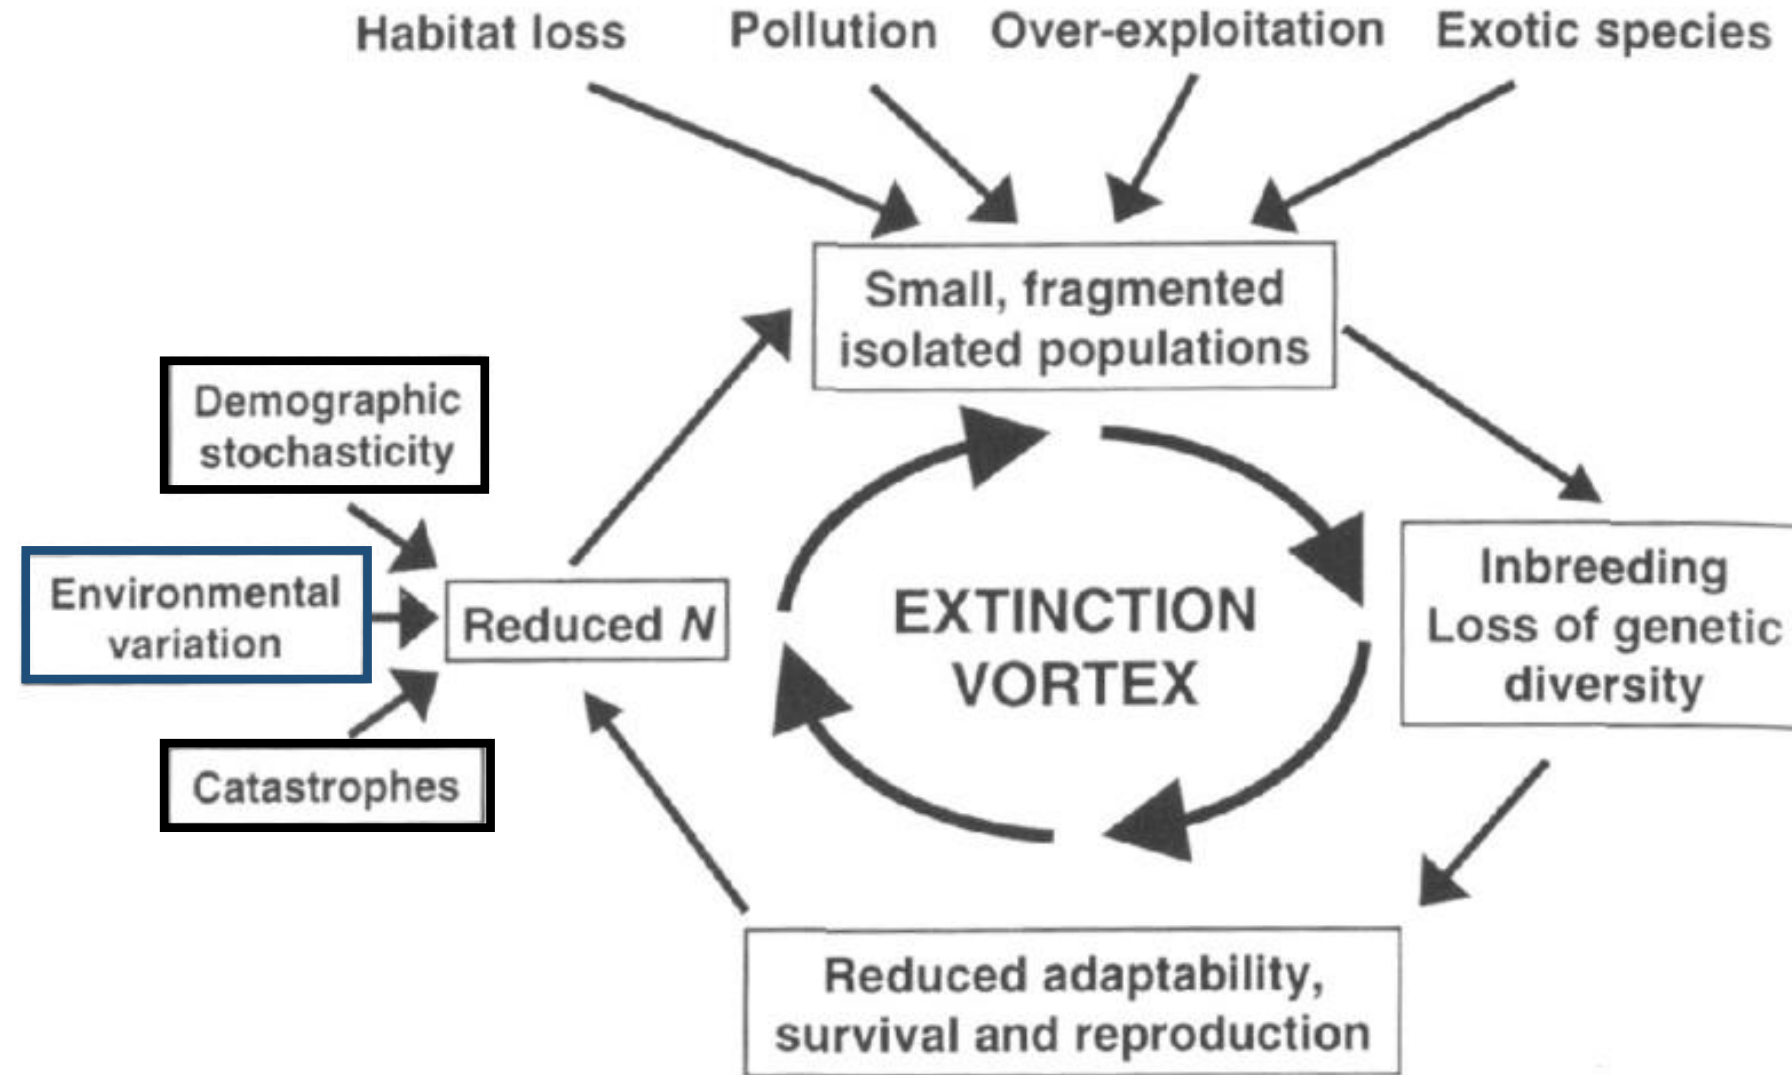 Habitat loss
Pollution
Over-exploitation
Exotic species
Small, fragmented
isolated populations
Demographic
stochasticity
Environmental
variation
Reduced N
EXTINCTION
VORTEX
Inbreeding
Loss of genetic
diversity
Catastrophes
Reduced adaptability,
survival and reproduction